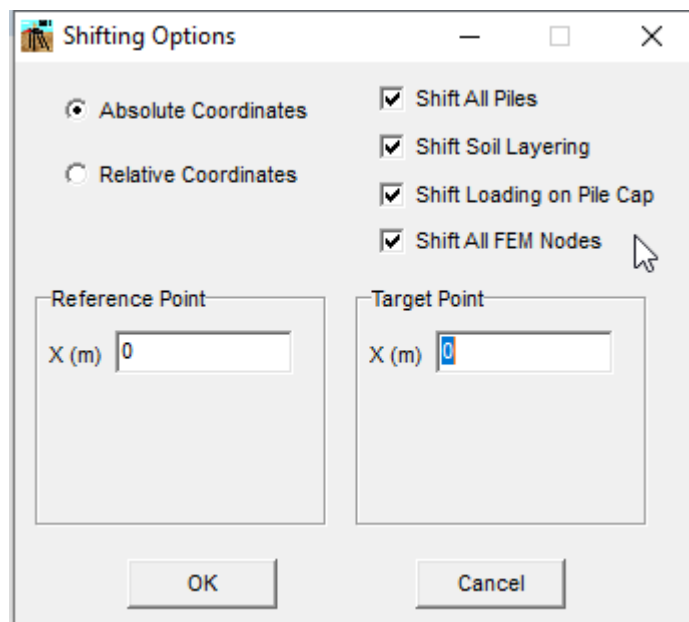 Shifting Options
Absolute Coordinates
Relative Coordinates
Shift All Piles
Shift Soil Layering
Shift Loading on Pile Cap
Shift All FEM Nodes
Reference Point
X (m) 0
Target Point
X (m) 0
OK
Cancel